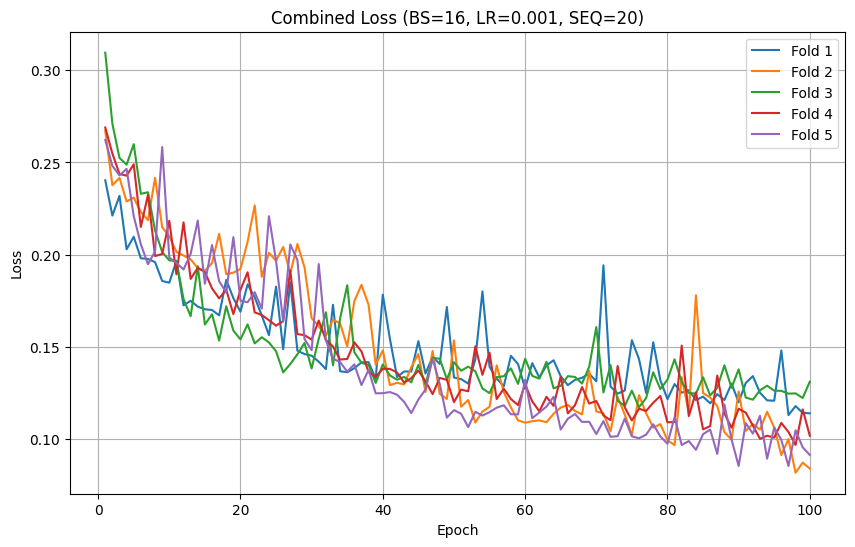 Combined Loss (BS=16, LR=0.001, SEQ=20)
Fold 1
Fold 2
Fold 3
Fold 4
Fold 5
Loss
0.30
0.25
0.20
0.15
0.10
0 20 40 60 80 100
Epoch